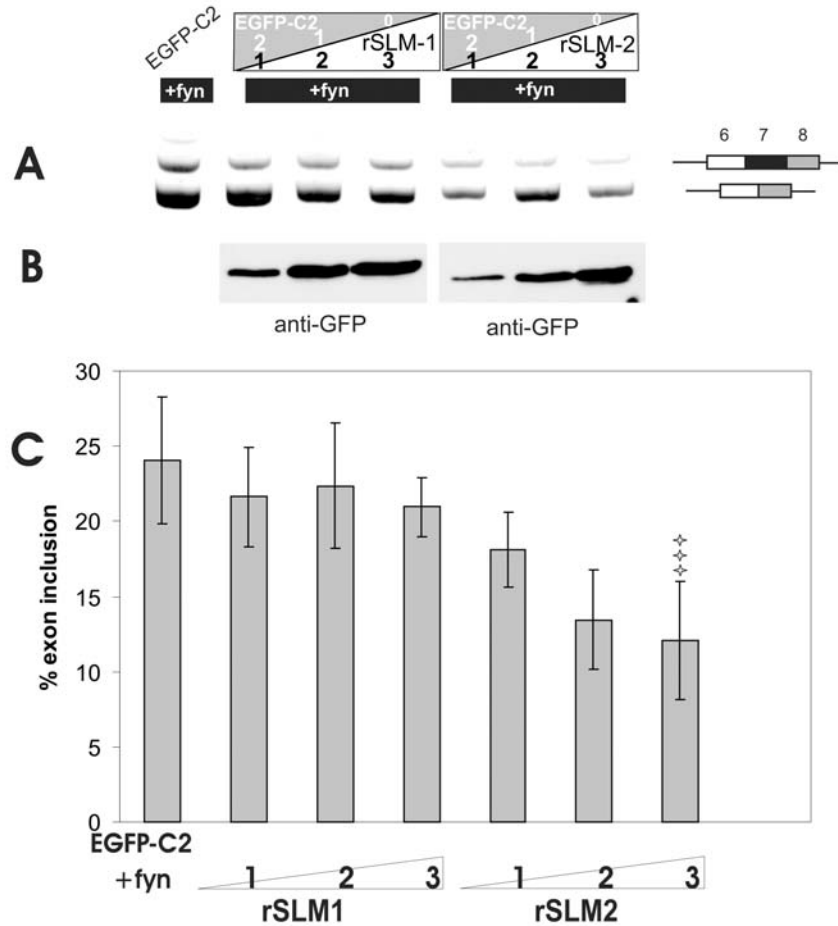 EGFP-C2
EGFP-C2 0
2 1 rSLM-1
1 2 3
EGFP-C2 0
2 1 rSLM-2
1 2 3
+fyn +fyn +fyn
A
6 7 8
B
anti-GFP anti-GFP
C
% exon inclusion
30
25
20
15
10
5
0
EGFP-C2
+fyn 1 2 3 1 2 3
rSLM1 rSLM2